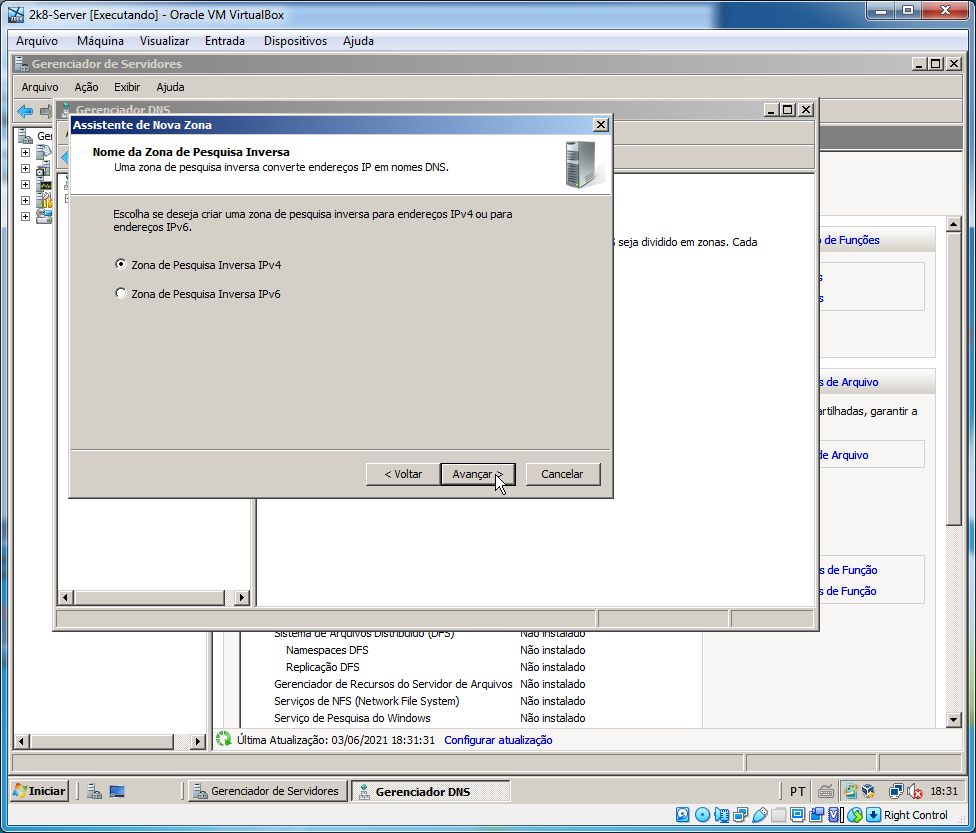 2k8-Server [Executando] - Oracle VM VirtualBox
Arquivo Máquina Visualizar Entrada Dispositivos Ajuda
Gerenciador de Servidores
Arquivo Ação Exibir Ajuda
Gerenciador DNS
Ger
Assistente de Nova Zona
Nome da Zona de Pesquisa Inversa
Uma zona de pesquisa inversa converte endereços IP em nomes DNS.
Escolha se deseja criar uma zona de pesquisa inversa para endereços IPv4 ou para
endereços IPv6.
Zona de Pesquisa Inversa IPv4
Zona de Pesquisa Inversa IPv6
< Voltar Avançar > Cancelar
seja dividido em zonas. Cada
de Funções
s
s
s de Arquivo
artilhadas, garantir a
de Arquivo
s de Função
s de Função
Sistema de Arquivos Distribuído (DFS) Não instalado
Namespaces DFS Não instalado
Replicação DFS Não instalado
Gerenciador de Recursos do Servidor de Arquivos Não instalado
Serviços de NFS (Network File System) Não instalado
Serviço de Pesquisa do Windows Não instalado
Última Atualização: 03/06/2021 18:31:31 Configurar atualização
Iniciar Gerenciador de Servidores Gerenciador DNS PT 18:31
Right Control